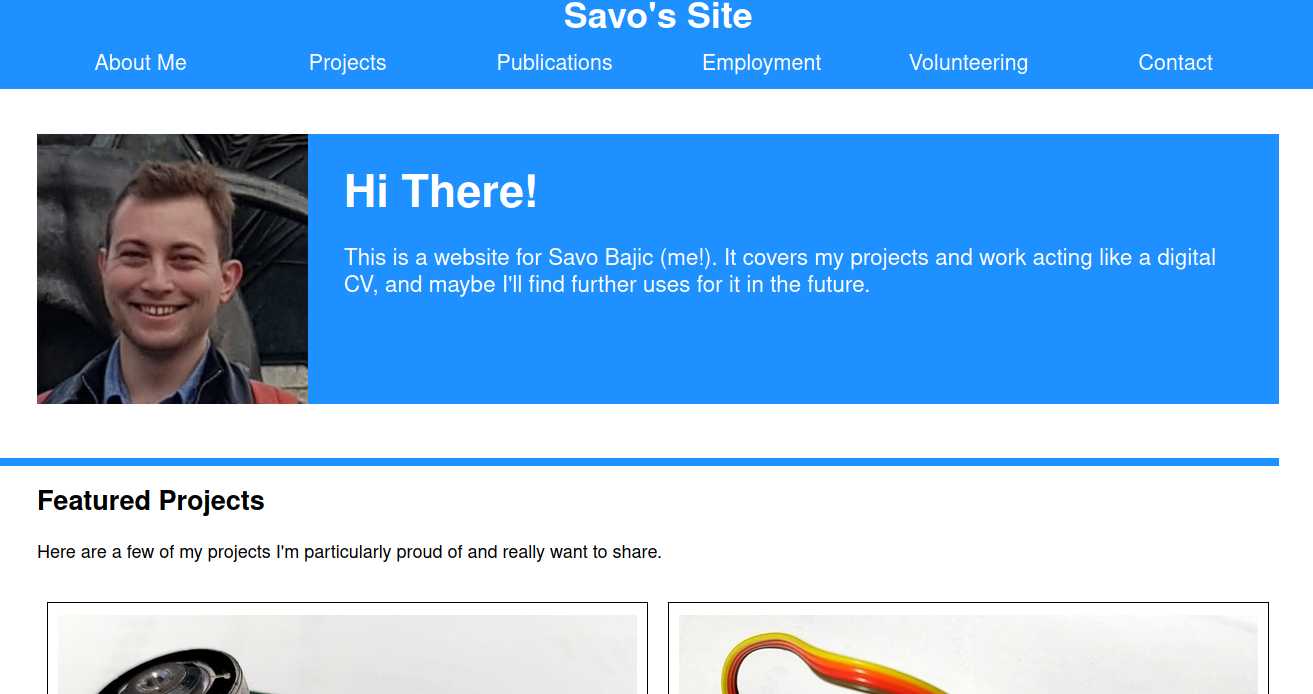 Savo's Site
About Me Projects Publications Employment Volunteering Contact
Hi There!
This is a website for Savo Bajic (me!). It covers my projects and work acting like a digital
CV, and maybe I'll find further uses for it in the future.
Featured Projects
Here are a few of my projects I'm particularly proud of and really want to share.